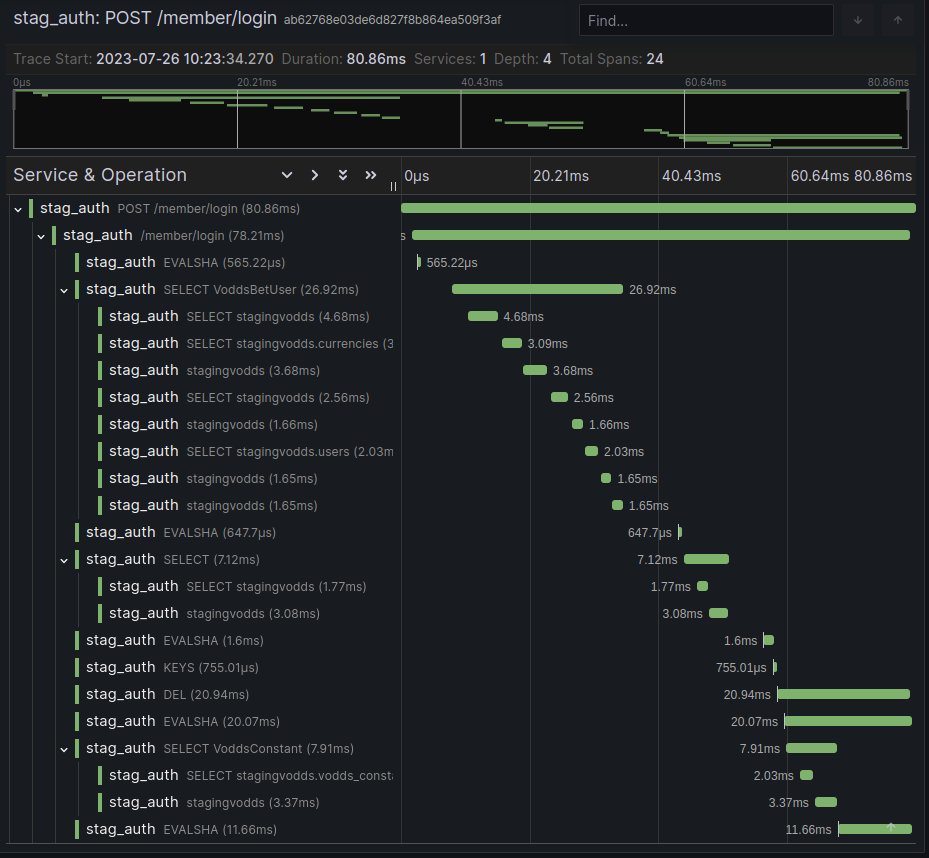 stag_auth: POST /member/login ab62768e03de6d827f8b864ea509f3af Find...
Trace Start: 2023-07-26 10:23:34.270 Duration: 80.86ms Services: 1 Depth: 4 Total Spans: 24
0µs 20.21ms 40.43ms 60.64ms 80.86ms
Service & Operation 0µs 20.21ms 40.43ms 60.64ms 80.86ms
stag_auth POST /member/login (80.86ms)
stag_auth /member/login (78.21ms) s
stag_auth EVALSHA (565.22µs) 565.22µs
stag_auth SELECT VoddsBetUser (26.92ms) 26.92ms
stag_auth SELECT stagingvodds (4.68ms) 4.68ms
stag_auth SELECT stagingvodds.currencies (3 3.09ms
stag_auth stagingvodds (3.68ms) 3.68ms
stag_auth SELECT stagingvodds (2.56ms) 2.56ms
stag_auth stagingvodds (1.66ms) 1.66ms
stag_auth SELECT stagingvodds.users (2.03m 2.03ms
stag_auth stagingvodds (1.65ms) 1.65ms
stag_auth stagingvodds (1.65ms) 1.65ms
stag_auth EVALSHA (647.7µs) 647.7µs
stag_auth SELECT (7.12ms) 7.12ms
stag_auth SELECT stagingvodds (1.77ms) 1.77ms
stag_auth stagingvodds (3.08ms) 3.08ms
stag_auth EVALSHA (1.6ms) 1.6ms
stag_auth KEYS (755.01µs) 755.01µs
stag_auth DEL (20.94ms) 20.94ms
stag_auth EVALSHA (20.07ms) 20.07ms
stag_auth SELECT VoddsConstant (7.91ms) 7.91ms
stag_auth SELECT stagingvodds.vodds_consta 2.03ms
stag_auth stagingvodds (3.37ms) 3.37ms
stag_auth EVALSHA (11.66ms) 11.66ms